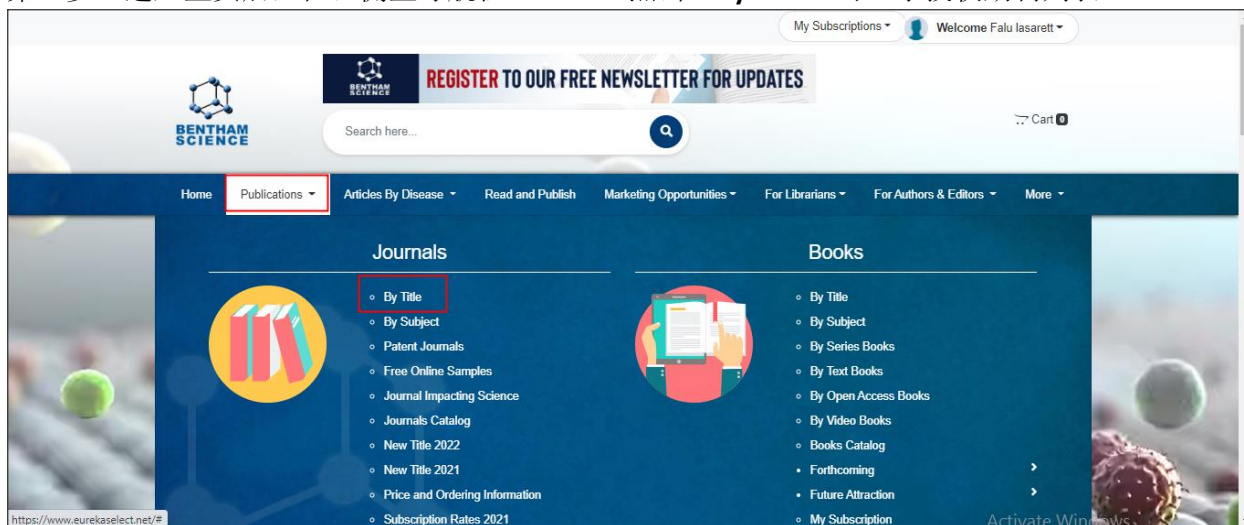 My Subscriptions
Welcome Falu Iasarett
BENTHAM SCIENCE
REGISTER TO OUR FREE NEWSLETTER FOR UPDATES
BENTHAM
SCIENCE
Search here...
Cart 0
Home Publications Articles By Disease Read and Publish Marketing Opportunities For Librarians For Authors & Editors More
Journals
By Title
By Subject
Patent Journals
Free Online Samples
Journal Impacting Science
Journals Catalog
New Title 2022
New Title 2021
Price and Ordering Information
Subscription Rates 2021
Books
By Title
By Subject
By Series Books
By Text Books
By Open Access Books
By Video Books
Books Catalog
Forthcoming
Future Attraction
My Subscription
https://www.eurekaselect.net/#
Activate Windows